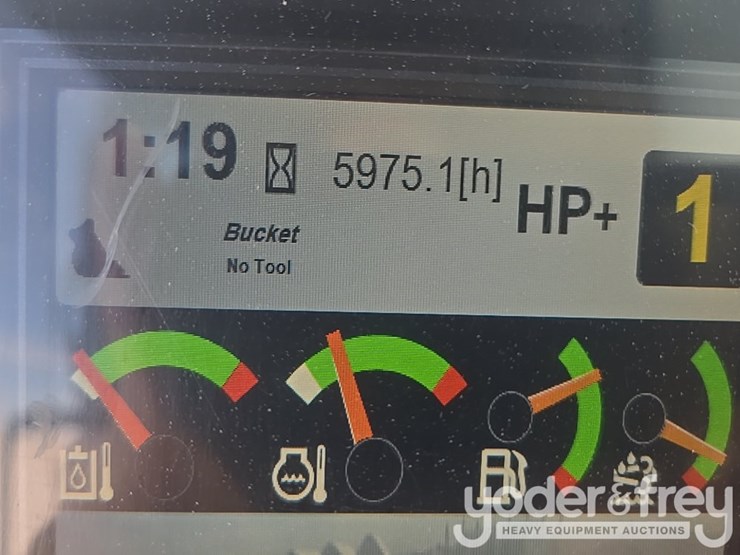 1:19 5975.1[h] HP+ 1
Bucket
No Tool
yoder&frey
HEAVY EQUIPMENT AUCTIONS